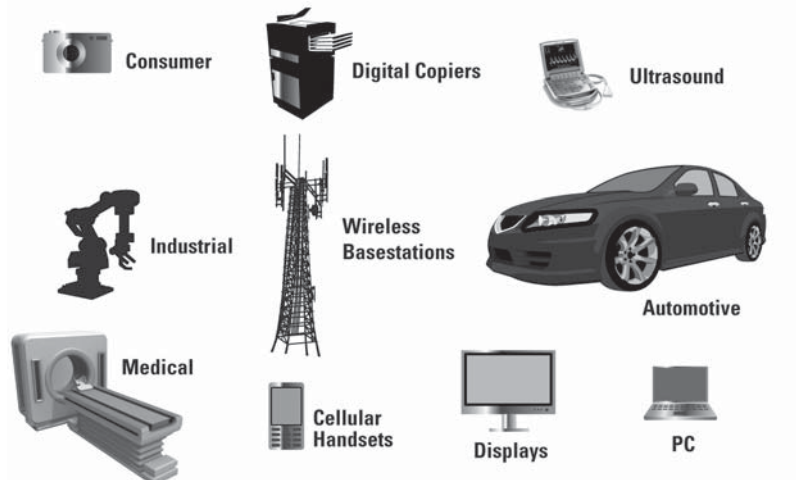 Consumer
Digital Copiers
Ultrasound
Industrial
Wireless
Basestations
Automotive
Medical
Cellular
Handsets
Displays
PC